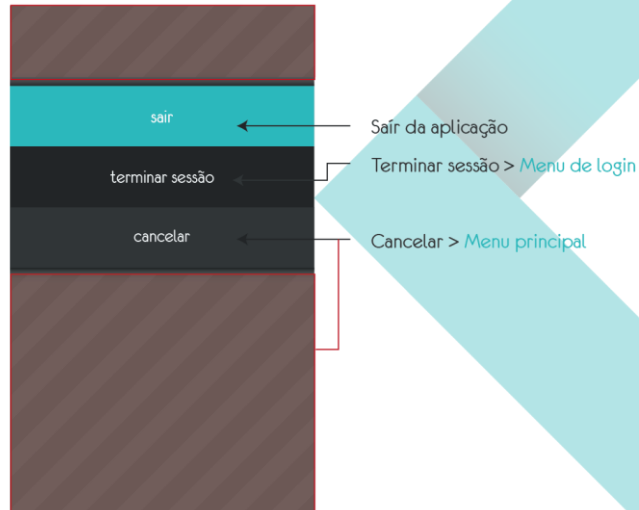 sair
Saír da aplicação
terminar sessão
Terminar sessão > Menu de login
cancelar
Cancelar > Menu principal